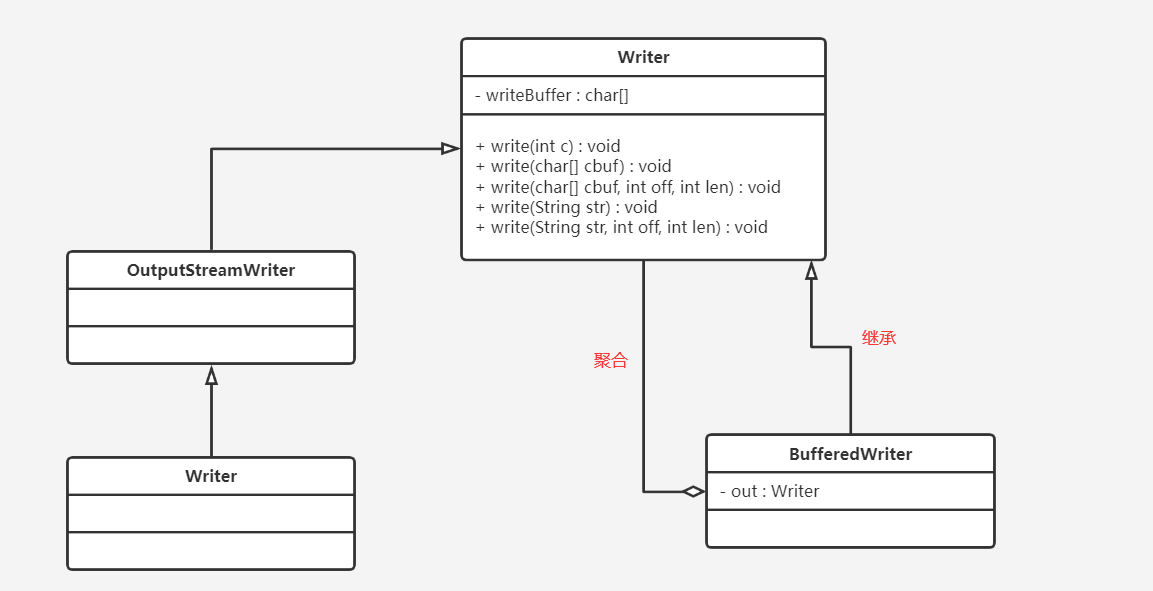 Writer
- writeBuffer : char[]
+ write(int c) : void
+ write(char[] cbuf) : void
+ write(char[] cbuf, int off, int len) : void
+ write(String str) : void
+ write(String str, int off, int len) : void
OutputStreamWriter
继承
聚合
BufferedWriter
- out : Writer
Writer